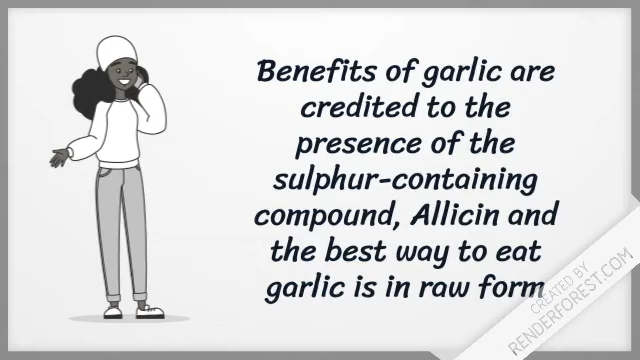 Benefits of garlic are
credited to the
presence of the
sulphur-containing
compound, Allicin and
the best way to eat
garlic is in raw form
CREATED BY
RENDERFOREST.COM